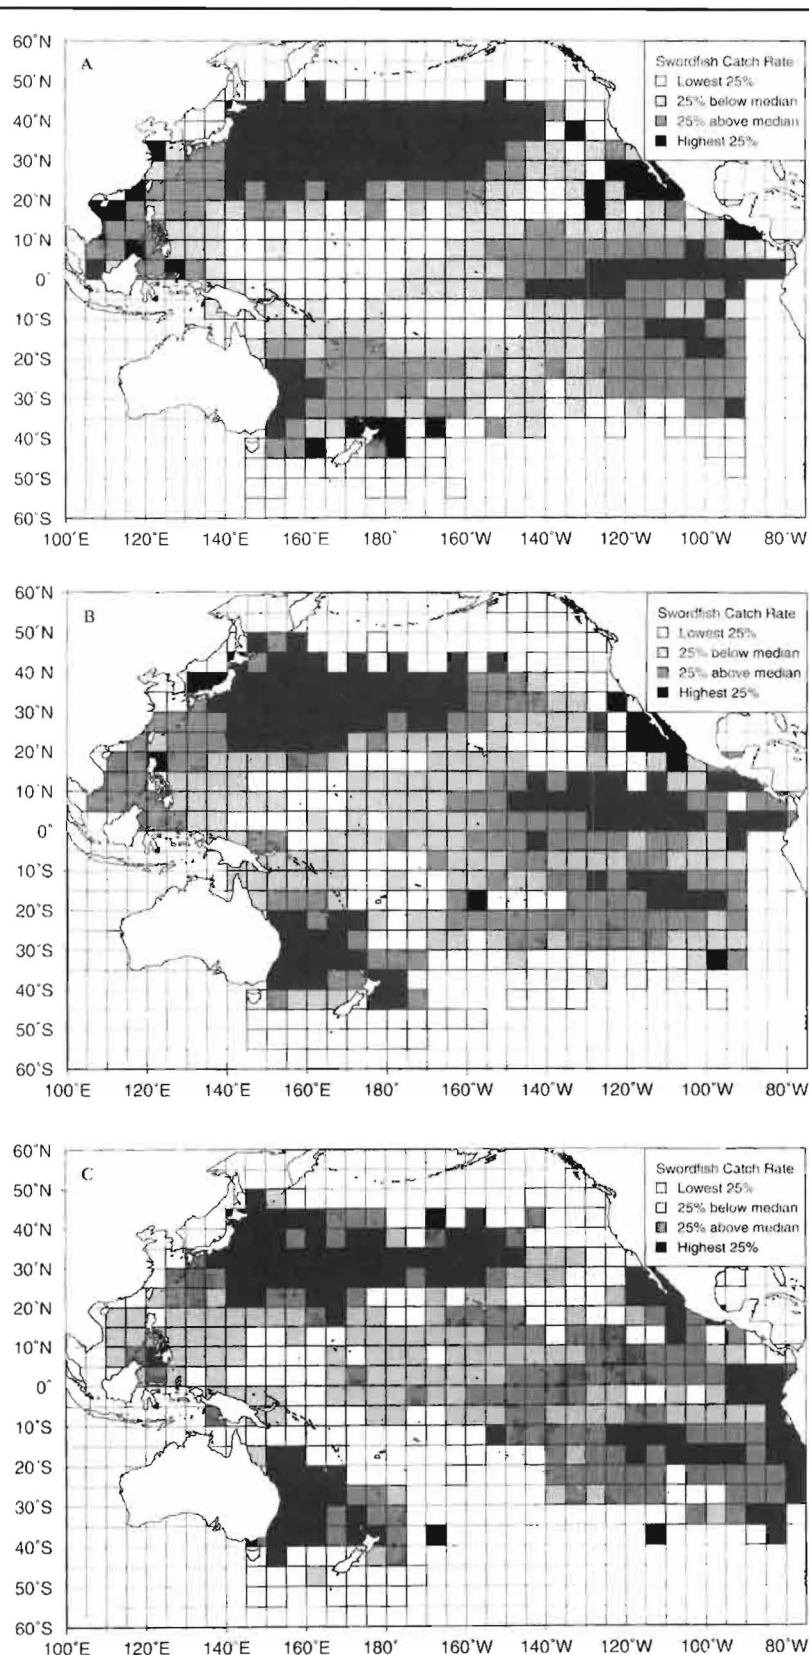 A
Swordfish Catch Rate
Lowest 25%
25% below median
25% above median
Highest 25%
60°N
50°N
40°N
30°N
20°N
10°N
0°
10°S
20°S
30°S
40°S
50°S
60°S
100°E 120°E 140°E 160°E 180° 160°W 140°W 120°W 100°W 80°W
B
Swordfish Catch Rate
Lowest 25%
25% below median
25% above median
Highest 25%
60°N
50°N
40°N
30°N
20°N
10°N
0°
10°S
20°S
30°S
40°S
50°S
60°S
100°E 120°E 140°E 160°E 180° 160°W 140°W 120°W 100°W 80°W
C
Swordfish Catch Rate
Lowest 25%
25% below median
25% above median
Highest 25%
60°N
50°N
40°N
30°N
20°N
10°N
0°
10°S
20°S
30°S
40°S
50°S
60°S
100°E 120°E 140°E 160°E 180° 160°W 140°W 120°W 100°W 80°W